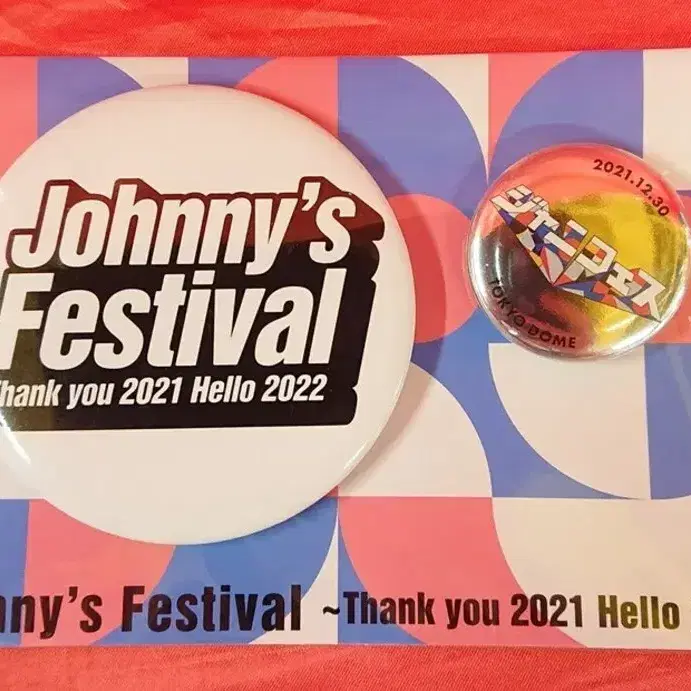 Johnny's
Festival
Thank you 2021 Hello 2022
2021.12.30
ジャニフェス
TOKYO DOME
nny's Festival ~Thank you 2021 Hello